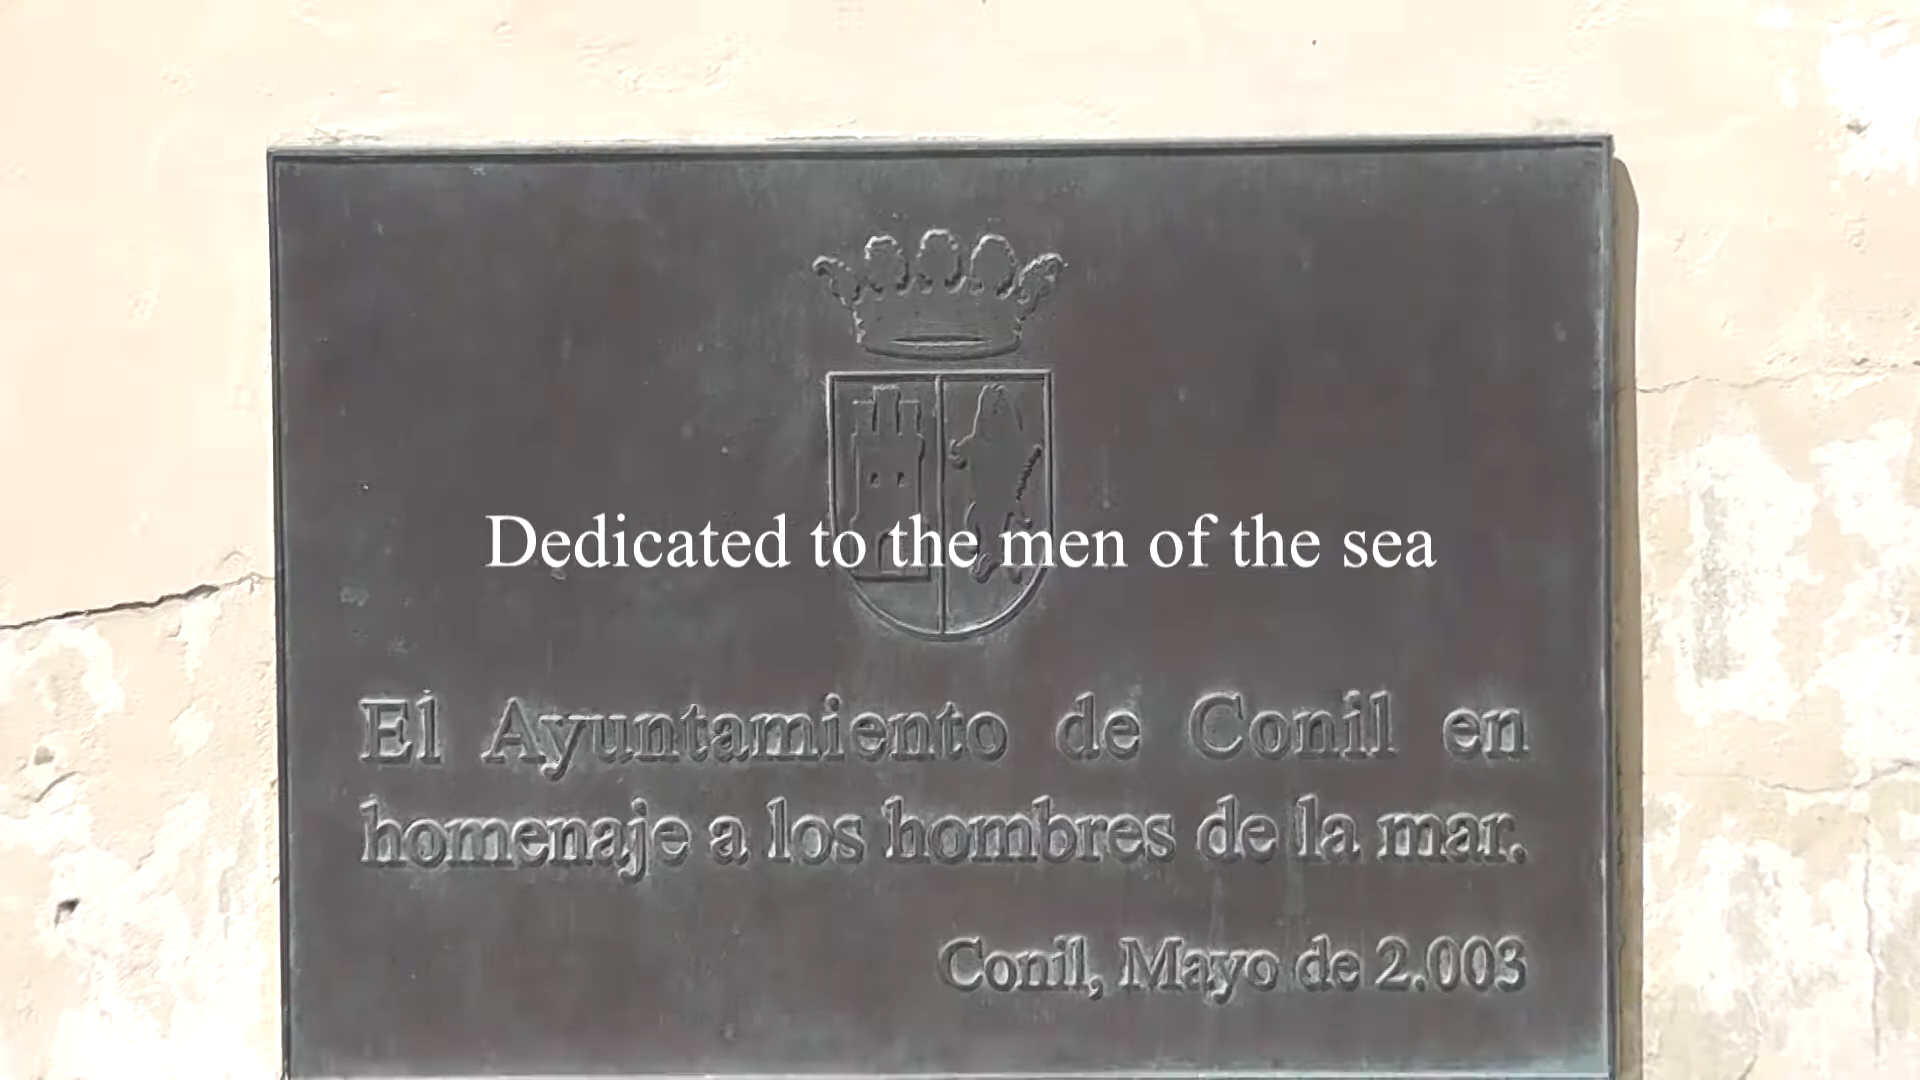 Dedicated to the men of the sea
El Ayuntamiento de Conil en
homenaje a los hombres de la mar.
Conil, Mayo de 2.003